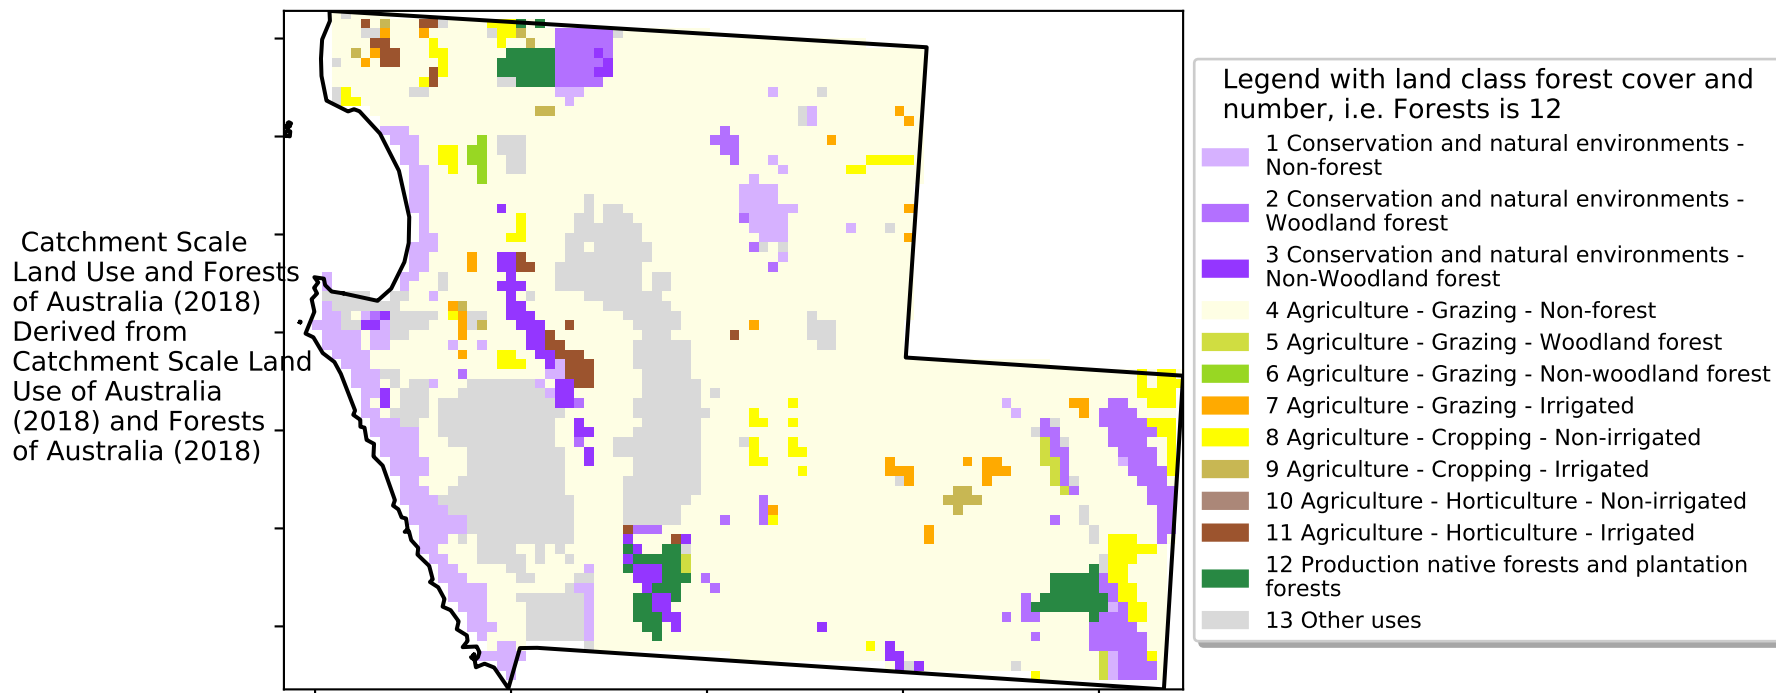 Catchment Scale
Land Use and Forests
of Australia (2018)
Derived from
Catchment Scale Land
Use of Australia
(2018) and Forests
of Australia (2018)
Legend with land class forest cover and
number, i.e. Forests is 12
1 Conservation and natural environments -
Non-forest
2 Conservation and natural environments -
Woodland forest
3 Conservation and natural environments -
Non-Woodland forest
4 Agriculture - Grazing - Non-forest
5 Agriculture - Grazing - Woodland forest
6 Agriculture - Grazing - Non-woodland forest
7 Agriculture - Grazing - Irrigated
8 Agriculture - Cropping - Non-irrigated
9 Agriculture - Cropping - Irrigated
10 Agriculture - Horticulture - Non-irrigated
11 Agriculture - Horticulture - Irrigated
12 Production native forests and plantation
forests
13 Other uses